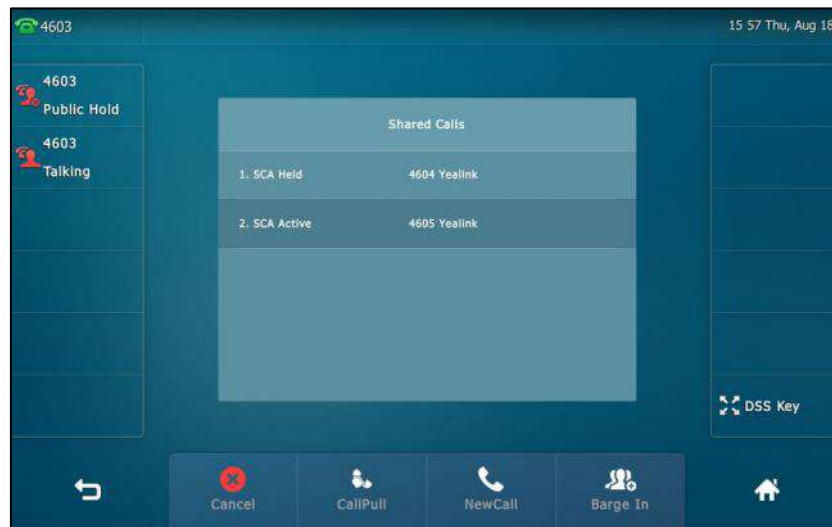 4603
15 57 Thu, Aug 18
4603
Public Hold
4603
Talking
Shared Calls
1. SCA Held 4604 Yealink
2. SCA Active 4605 Yealink
DSS Key
Cancel
CallPull
NewCall
Barge In